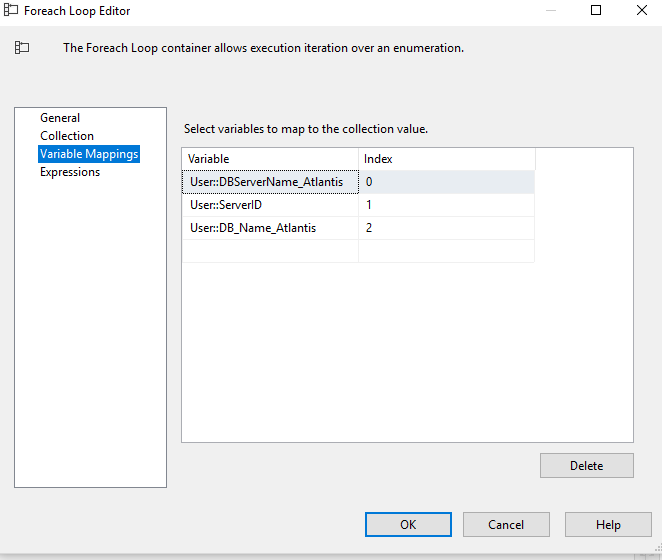 Foreach Loop Editor
The Foreach Loop container allows execution iteration over an enumeration.
General
Collection
Variable Mappings
Expressions
Select variables to map to the collection value.
Variable Index
User::DBServerName_Atlantis 0
User::ServerID 1
User::DB_Name_Atlantis 2
Delete
OK Cancel Help